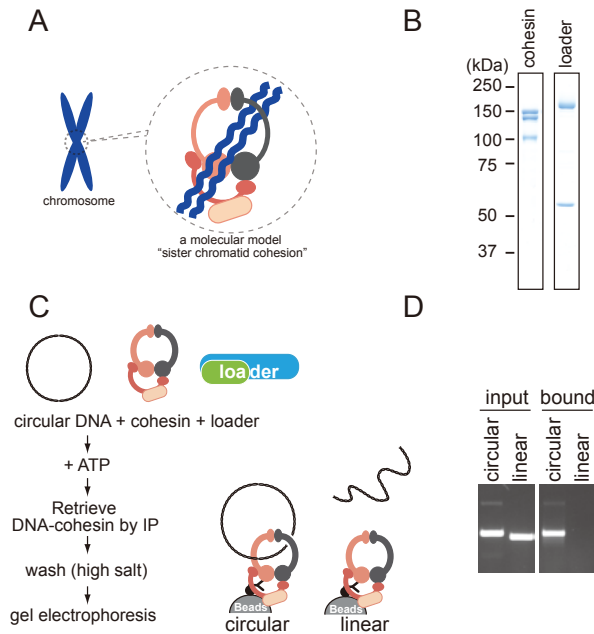 A
chromosome
a molecular model
“sister chromatid cohesion”
B
cohesin
loader
(kDa)
250
150
100
75
50
37
C
loader
circular DNA + cohesin + loader
+ ATP
Retrieve
DNA-cohesin by IP
wash (high salt)
gel electrophoresis
Beads
Beads
circular
linear
D
input
bound
circular
linear
circular
linear